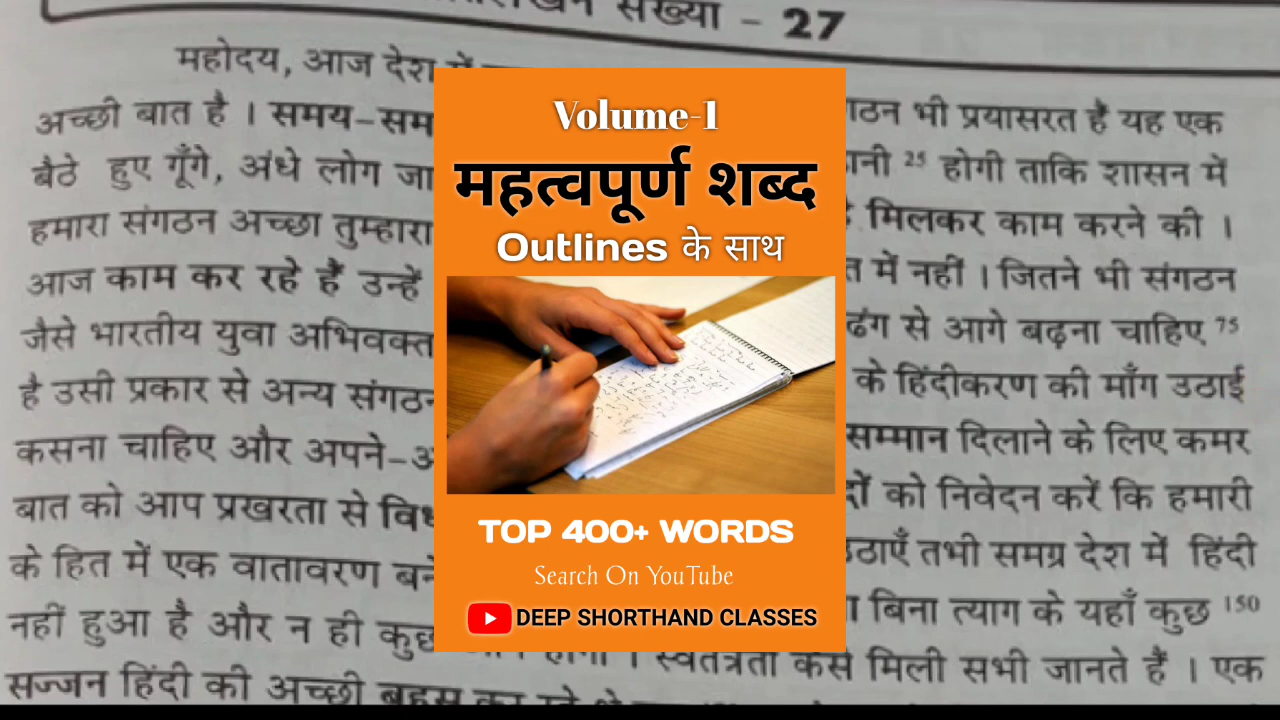 संख्या - 27
महोदय, आज देश में
अच्छी बात है । समय-सम
गठन भी प्रयासरत हैं यह एक
बैठे हुए गूँगे, अंधे लोग जा
होगी ताकि शासन में
हमारा संगठन अच्छा तुम्हारा
मिलकर काम करने की ।
आज काम कर रहे हैं उन्हें
में नहीं । जितने भी संगठन
जैसे भारतीय युवा अभिवक्त
ढंग से आगे बढ़ना चाहिए 75
है उसी प्रकार से अन्य संगठन
के हिंदीकरण की माँग उठाई
कसना चाहिए और अपने-अ
सम्मान दिलाने के लिए कमर
बात को आप प्रखरता से विध
को निवेदन करें कि हमारी
के हित में एक वातावरण बने
उठाएँ तभी समग्र देश में हिंदी
नहीं हुआ है और न ही कुछ
बिना त्याग के यहाँ कुछ 150
होगा । स्वतंत्रता कैसे मिली सभी जानते हैं । एक
सज्जन हिंदी की अच्छी बहस कर रहे थे
Volume-1
महत्वपूर्ण शब्द
Outlines के साथ
TOP 400+ WORDS
Search On YouTube
DEEP SHORTHAND CLASSES